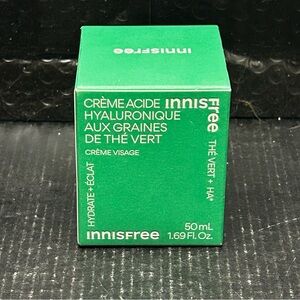 innisfree
CRÈME ACIDE
HYALURONIQUE
AUX GRAINES
DE THÉ VERT
CRÈME VISAGE
innisfree
THÉ VERT + HA*
HYDRATE + ÉCLAT
50 mL
1.69 Fl. Oz.
innisfree